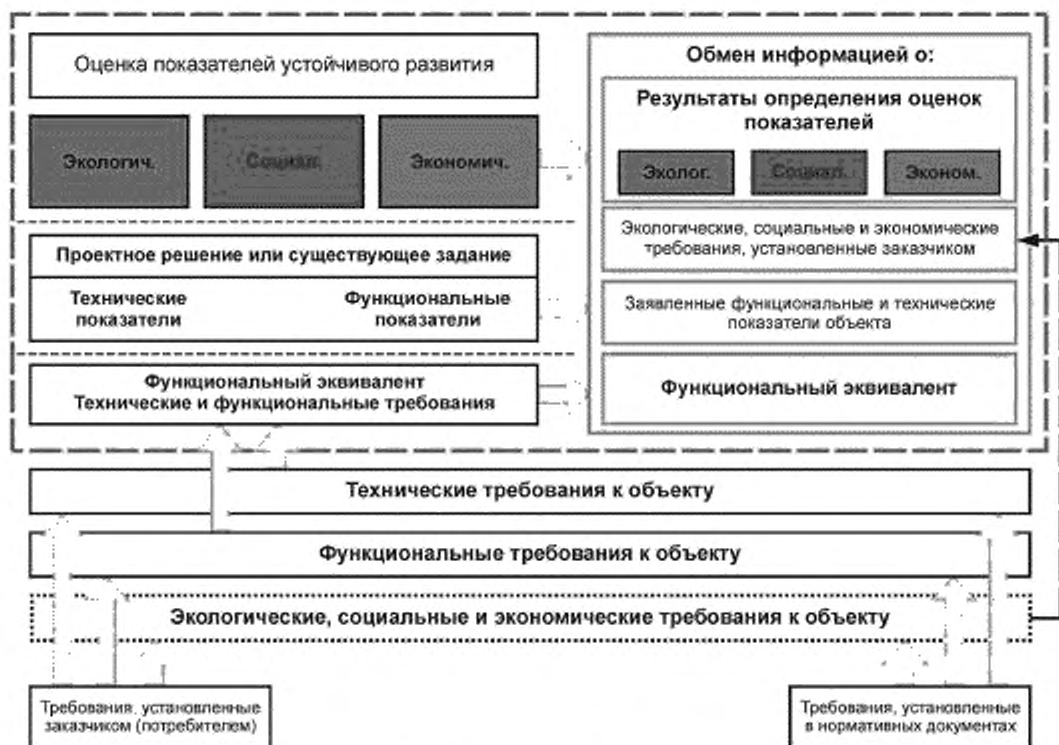 Оценка показателей устойчивого развития
Экологич.
Социал.
Экономич.
Проектное решение или существующее задание
Технические
показатели
Функциональные
показатели
Функциональный эквивалент
Технические и функциональные требования
Обмен информацией о:
Результаты определения оценок
показателей
Эколог.
Социал.
Эконом.
Экологические, социальные и экономические
требования, установленные заказчиком
Заявленные функциональные и технические
показатели объекта
Функциональный эквивалент
Технические требования к объекту
Функциональные требования к объекту
Экологические, социальные и экономические требования к объекту
Требования, установленные
заказчиком (потребителем)
Требования, установленные
в нормативных документах